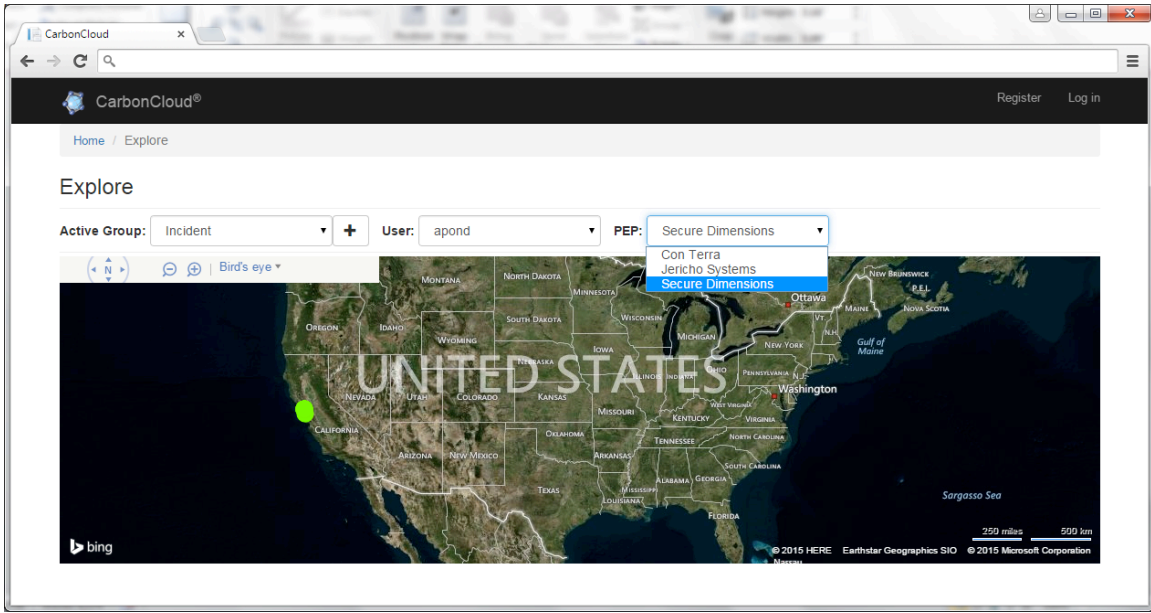 CarbonCloud
CarbonCloud®
Register Log in
Home / Explore
Explore
Active Group: Incident + User: apond PEP: Secure Dimensions
Con Terra
Jericho Systems
Secure Dimensions
N Bird's eye
MONTANA
NORTH DAKOTA
MINNESOTA
Ottawa
NEW BRUNSWICK
P.E.I.
MAINE
NOVA SCOTIA
OREGON
IDAHO
SOUTH DAKOTA
WISCONSIN
VT.
N.H.
WYOMING
MICHIGAN
NEW YORK
Gulf of
Maine
IOWA
UNITED STATES
NEBRASKA
ILLINOIS
INDIANA
OHIO
PENNSYLVANIA
N.J.
Washington
NEVADA
UTAH
COLORADO
KANSAS
MISSOURI
WEST VIRGINIA
KENTUCKY
VIRGINIA
CALIFORNIA
OKLAHOMA
TENNESSEE
NORTH CAROLINA
ARIZONA
NEW MEXICO
ARKANSAS
SOUTH CAROLINA
TEXAS
MISSISSIPPI
ALABAMA
GEORGIA
LOUISIANA
Sargasso Sea
FLORIDA
250 miles 500 km
bing
© 2015 HERE Earthstar Geographics SIO © 2015 Microsoft Corporation
Nassau